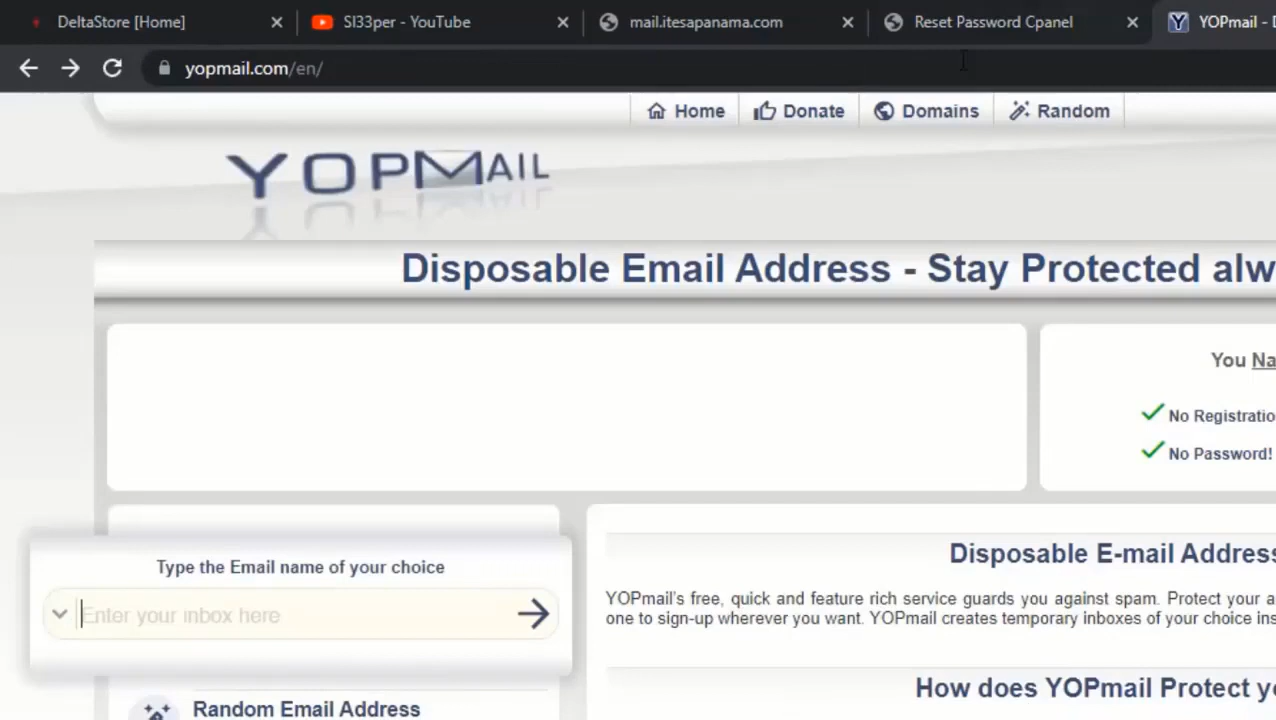 DeltaStore [Home]
Sl33per - YouTube
mail.itesapanama.com
Reset Password Cpanel
YOPmail -
yopmail.com/en/
Home
Donate
Domains
Random
YOPMAIL
Disposable Email Address - Stay Protected alw
You Na
No Registratio
No Password!
Type the Email name of your choice
Enter your inbox here
Disposable E-mail Address
YOPmail's free, quick and feature rich service guards you against spam. Protect your a
one to sign-up wherever you want. YOPmail creates temporary inboxes of your choice ins
How does YOPmail Protect yo
Random Email Address